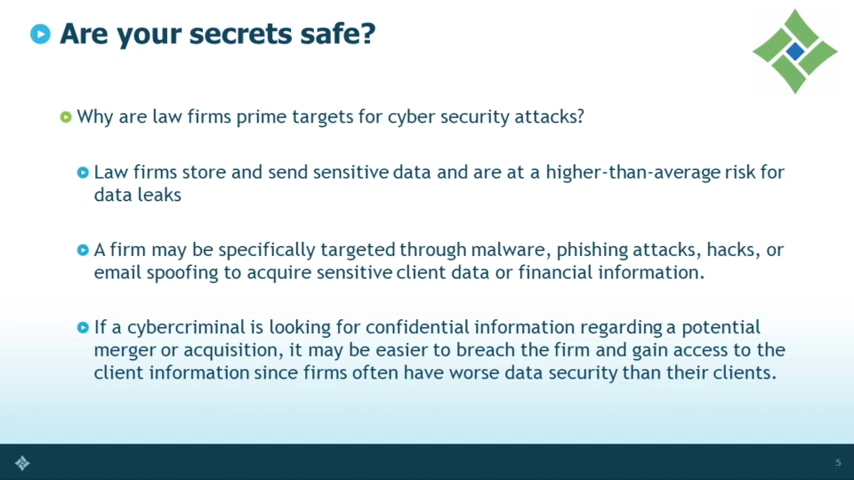 Are your secrets safe?
Why are law firms prime targets for cyber security attacks?
Law firms store and send sensitive data and are at a higher-than-average risk for
data leaks
A firm may be specifically targeted through malware, phishing attacks, hacks, or
email spoofing to acquire sensitive client data or financial information.
If a cybercriminal is looking for confidential information regarding a potential
merger or acquisition, it may be easier to breach the firm and gain access to the
client information since firms often have worse data security than their clients.
5